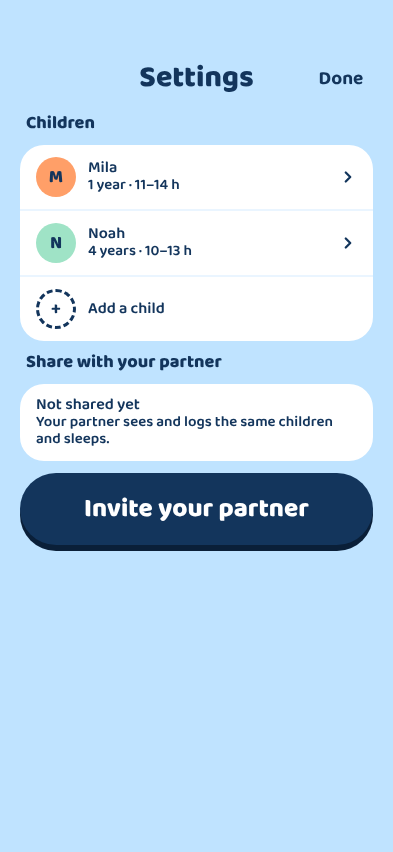 Settings
Done
Children
M
Mila
1 year · 11–14 h
N
Noah
4 years · 10–13 h
+
Add a child
Share with your partner
Not shared yet
Your partner sees and logs the same children
and sleeps.
Invite your partner